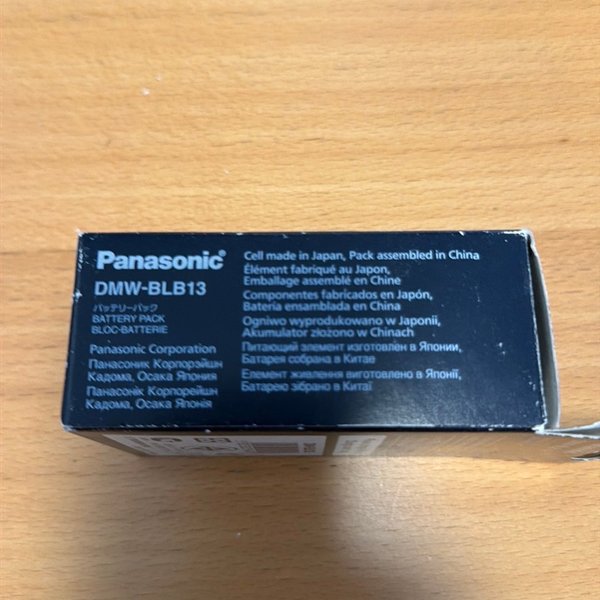 Panasonic®
DMW-BLB13
バッテリーパック
BATTERY PACK
BLOC-BATTERIE
Panasonic Corporation
Панасоник Корпорэйшн
Кадома, Осака Япония
Панасонік Корпорейшн
Кадома, Осака Японія
Cell made in Japan, Pack assembled in China
Élément fabriqué au Japon,
Emballage assemblé en Chine
Componentes fabricados en Japón,
Batería ensamblada en China
Ogniwo wyprodukowano w Japonii,
Akumulator złożono w Chinach
Питающий элемент изготовлен в Японии,
Батарея собрана в Китае
Елемент живлення виготовлено в Японії,
Батарею зібрано в Китаї